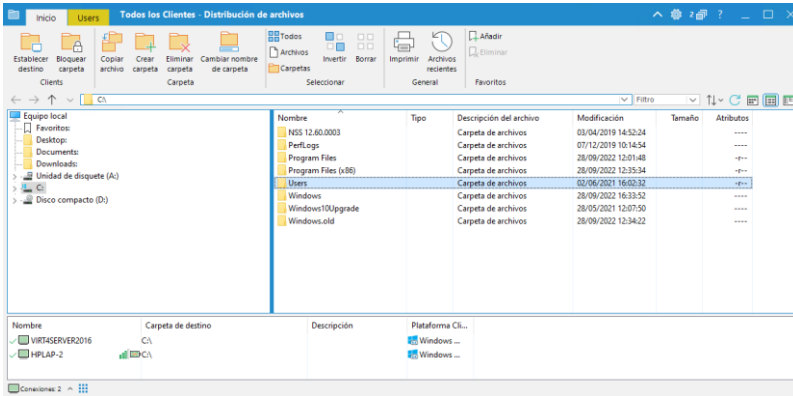 Inicio Users Todos los Clientes - Distribución de archivos 2 ?
Establecer destino
Bloquear carpeta
Clients
Copiar archivo
Crear carpeta
Eliminar carpeta
Cambiar nombre de carpeta
Carpeta
Todos
Archivos
Carpetas
Invertir
Borrar
Seleccionar
Imprimir
Archivos recientes
General
Añadir
Eliminar
Favoritos
C:\ Filtro
Equipo local
Favoritos:
Desktop:
Documents:
Downloads:
Unidad de disquete (A:)
C:
Disco compacto (D:)
Nombre Tipo Descripción del archivo Modificación Tamaño Atributos
NSS 12.60.0003 Carpeta de archivos 03/04/2019 14:52:24 ----
PerfLogs Carpeta de archivos 07/12/2019 10:14:54 ----
Program Files Carpeta de archivos 28/09/2022 12:01:48 -r--
Program Files (x86) Carpeta de archivos 28/09/2022 12:35:34 -r--
Users Carpeta de archivos 02/06/2021 16:02:32 -r--
Windows Carpeta de archivos 28/09/2022 16:33:52 ----
Windows10Upgrade Carpeta de archivos 28/05/2021 12:07:50 ----
Windows.old Carpeta de archivos 28/09/2022 12:34:22 ----
Nombre Carpeta de destino Descripción Plataforma Cli...
VIRT4SERVER2016 C:\ Windows ...
HPLAP-2 C:\ Windows ...
Conexiones: 2